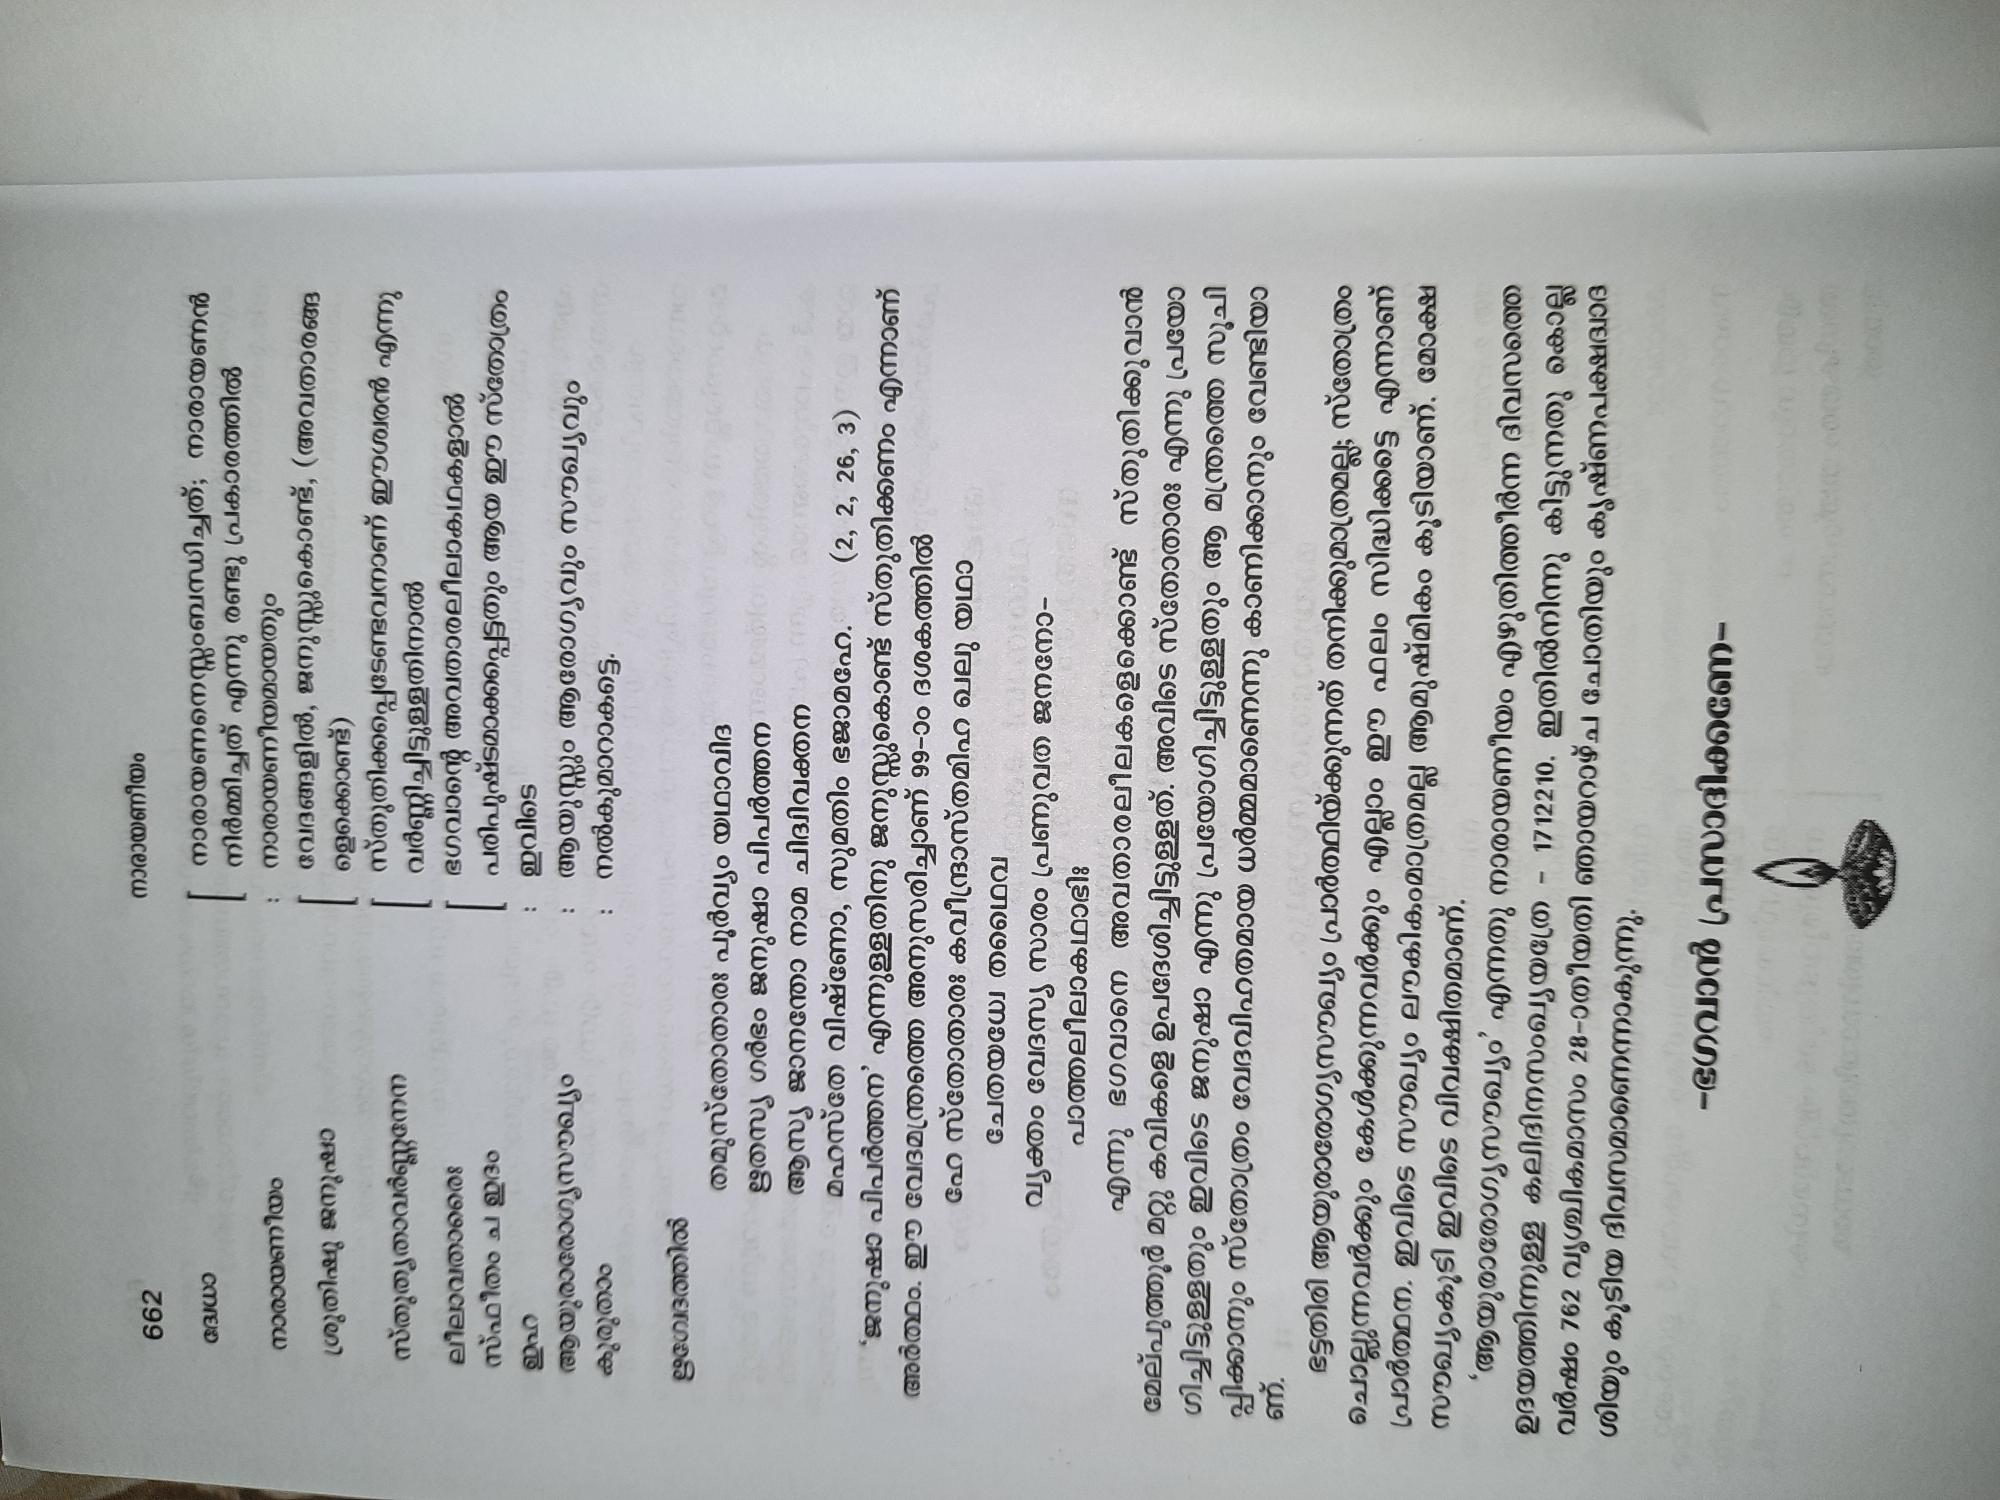 662
നാരായണീയം
ദ്വേധാ [ നാരായണനെസ്സംബന്ധിച്ചത്; നാരായണൻ
നിർമ്മിച്ചത് എന്നു രണ്ടു പ്രകാരത്തിൽ
നാരായണീയം : നാരായണീയമായതും
ശ്രുതിഷു ജനുഷാ [ വേദങ്ങളിൽ, ജനുസ്സുകൊണ്ട്, (അവതാരങ്ങ
ളെക്കൊണ്ട്)
സ്തുത്യതാവർണ്ണനേന [ സ്തുതിക്കപ്പെടേണ്ടവനാണ് ഈശ്വരൻ എന്നു
വർണ്ണിച്ചിട്ടുള്ളതിനാൽ
ലീലാവതാരൈഃ [ ഭഗവാന്റെ അവതാരലീലാകഥകളാൽ
സ്ഫീതം ച ഇദം പരിപുഷ്ടമാക്കപ്പെട്ടതും ആയ ഈ സ്തോത്രം
ഇഹ : ഇവിടെ
ആയുരാരോഗ്യസൗഖ്യം : ആയുസ്സും ആരോഗ്യവും സൗഖ്യവും
കുരുതാം : നൽകുമാറാകട്ടെ.
ഋഗ്വേദത്തിൽ
തമുസ്തോതാരഃ പൂർവ്യം യഥാവിദ
ഋതസ്യ ഗർഭം ജനുഷാ പിപർത്തന
ആസ്യ ജാനന്തോ നാമ ചിദ്വിവക്തന
മഹസ്തേ വിഷ്ണോ, സുമതിം ഭജാമഹേ. (2, 2, 26, 3)
‘ജനുഷാ പിപർത്തന’ എന്നുള്ളതിനു ജനുസ്സുകൊണ്ട് സ്തുതിക്കണം എന്നാണ്
അർത്ഥം. ഈ വേദമന്ത്രത്തെ അനുസരിച്ചാണ് 99-ാം ദശകത്തിൽ
ഹേ സ്തോതാരഃ കവീന്ദ്രാസ്തമിഹ ഖലു യഥാ
ചേതയധ്വേ തഥൈവ
വ്യക്തം വേദസ്യ സാരം പ്രണുവത ജനനോ-
പാത്തലീലാകഥാഭിഃ
എന്നു ഭഗവാനെ അവതാരലീലകളെക്കൊണ്ട് സ്തുതിക്കുവാൻ
മേല്പുത്തൂർ മറ്റു കവികളെ ഉപദേശിച്ചിട്ടുള്ളത്. അവിടെ സ്തോതാരഃ എന്നു പ്രയോ
ഗിച്ചിട്ടുള്ളതും ഇവിടെ ജനുഷാ എന്നു പ്രയോഗിച്ചിട്ടുള്ളതും ആ മന്ത്രത്തെ സൂചി
പ്പിക്കാനും സ്തോത്രം വേദവിഹതമായ ധർമ്മമാണെന്നു കാണിക്കാനും വേണ്ടിയാ
ണ്.
ഭട്ടതിരി ആയുരാരോഗ്യസൗഖ്യം പ്രാർത്ഥിയ്ക്കുന്നത് തനിക്കുമാത്രമല്ല; സ്തോത്രം
ചൊല്ലുന്നവർക്കും കേൾക്കുന്നവർക്കും എല്ലാം ഈ ഫലം സിദ്ധിക്കട്ടെ എന്നാണ്
പ്രാർത്ഥന. ഇവിടെ സൗഖ്യം ലൗകികംമാത്രമല്ല ആമുഷ്മികം കൂടിയാണ്. മോക്ഷ
സൗഖ്യംകൂടി ഇവിടെ വിവക്ഷിതമാണ്.
‘ആയുരാരോഗ്യസൗഖ്യം’ എന്നതു നാരായണീയം എഴുതിത്തീർന്ന ദിവസത്തെ
ഉദയത്തിന്നുള്ള കലിദിനസംഖ്യയത്രേ - 1712210. ഇതിൽനിന്നു കിട്ടുന്നതു കൊല്ല
വർഷം 762 വൃശ്ചികമാസം 28-ാതീയതി ഞായറാഴ്ച ചോതിയും കൃഷ്ണപക്ഷദ്വാദ
ശിയും കൂടിയ ദിവസമാണെന്നാകുന്നു.
-ഭഗവാൻ പ്രസാദിക്കണേ-